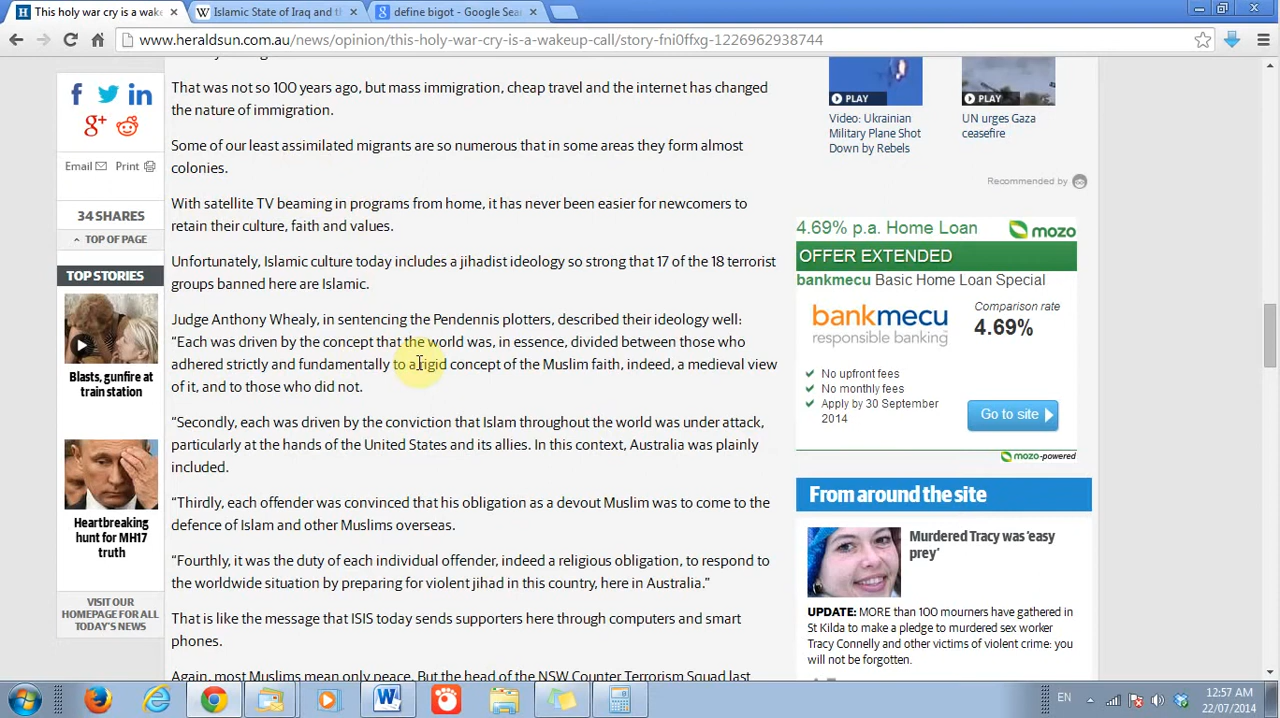 This holy war cry is a wak
Islamic State of Iraq and th
define bigot - Google Sea
www.heraldsun.com.au/news/opinion/this-holy-war-cry-is-a-wakeup-call/story-fni0ffxg-1226962938744
Email
Print
34 SHARES
TOP OF PAGE
TOP STORIES
Blasts, gunfire at
train station
Heartbreaking
hunt for MH17
truth
VISIT OUR
HOMEPAGE FOR ALL
TODAY'S NEWS
That was not so 100 years ago, but mass immigration, cheap travel and the internet has changed
the nature of immigration.
Some of our least assimilated migrants are so numerous that in some areas they form almost
colonies.
With satellite TV beaming in programs from home, it has never been easier for newcomers to
retain their culture, faith and values.
Unfortunately, Islamic culture today includes a jihadist ideology so strong that 17 of the 18 terrorist
groups banned here are Islamic.
Judge Anthony Whealy, in sentencing the Pendennis plotters, described their ideology well:
“Each was driven by the concept that the world was, in essence, divided between those who
adhered strictly and fundamentally to a rigid concept of the Muslim faith, indeed, a medieval view
of it, and to those who did not.
“Secondly, each was driven by the conviction that Islam throughout the world was under attack,
particularly at the hands of the United States and its allies. In this context, Australia was plainly
included.
“Thirdly, each offender was convinced that his obligation as a devout Muslim was to come to the
defence of Islam and other Muslims overseas.
“Fourthly, it was the duty of each individual offender, indeed a religious obligation, to respond to
the worldwide situation by preparing for violent jihad in this country, here in Australia.”
That is like the message that ISIS today sends supporters here through computers and smart
phones.
Again, most Muslims mean only peace. But the head of the NSW Counter Terrorism Squad last
PLAY
Video: Ukrainian
Military Plane Shot
Down by Rebels
PLAY
UN urges Gaza
ceasefire
Recommended by
4.69% p.a. Home Loan
mozo
OFFER EXTENDED
bankmecu Basic Home Loan Special
bankmecu
Comparison rate
4.69%
No upfront fees
No monthly fees
Apply by 30 September
2014
Go to site
mozo-powered
From around the site
Murdered Tracy was ‘easy
prey’
UPDATE: MORE than 100 mourners have gathered in
St Kilda to make a pledge to murdered sex worker
Tracy Connelly and other victims of violent crime: you
will not be forgotten.
EN
12:57 AM
22/07/2014